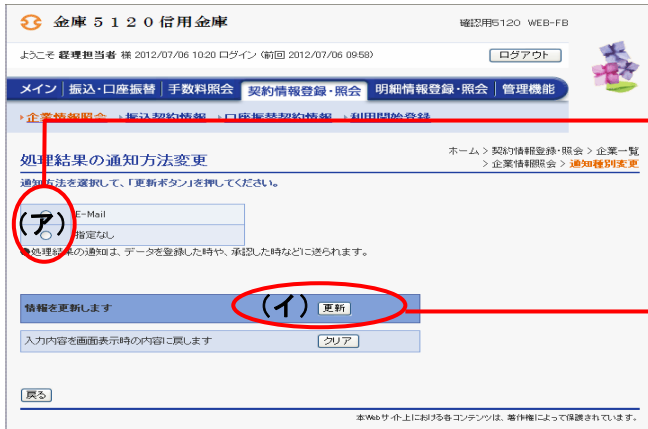 金庫5120信用金庫
確認用5120 WEB-FB
ようこそ 経理担当者 様 2012/07/06 10:20 ログイン (前回 2012/07/06 09:58)
ログアウト
メイン 振込・口座振替 手数料照会 契約情報登録・照会 明細情報登録・照会 管理機能
企業情報照会 振込契約情報 口座振替契約情報 利用開始登録
ホーム > 契約情報登録・照会 > 企業一覧
> 企業情報照会 > 通知種別変更
処理結果の通知方法変更
通知方法を選択して、「更新ボタン」を押してください。
(ア)
E-Mail
指定なし
●処理結果の通知は、データを登録した時や、承認した時などに送られます。
情報を更新します (イ) 更新
入力内容を画面表示時の内容に戻します クリア
戻る
本Webサイト上における各コンテンツは、著作権によって保護されています。